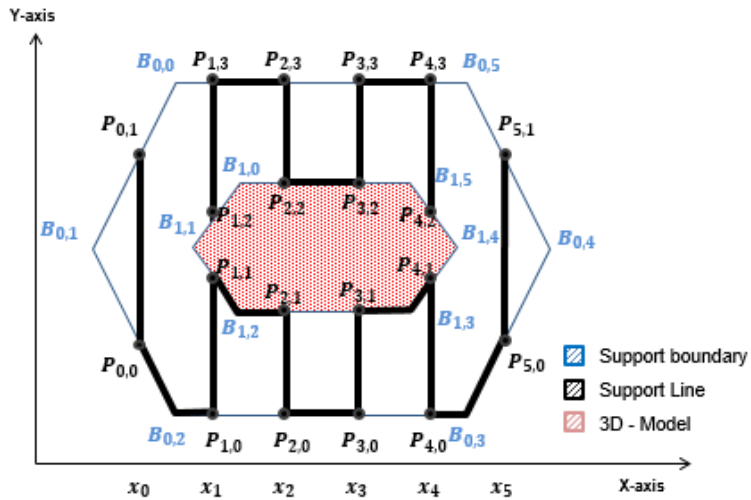 Y-axis
B0,0 P1,3 P2,3 P3,3 P4,3 B0,5
P0,1 P5,1
B1,0 B1,5
P1,2 P2,2 P3,2 P4,2
B0,1 B1,1 B1,4 B0,4
P1,1 P4,1
P2,1 P3,1
B1,2 B1,3
P0,0 P5,0
Support boundary
Support Line
3D - Model
B0,2 P1,0 P2,0 P3,0 P4,0 B0,3
x0 x1 x2 x3 x4 x5 X-axis